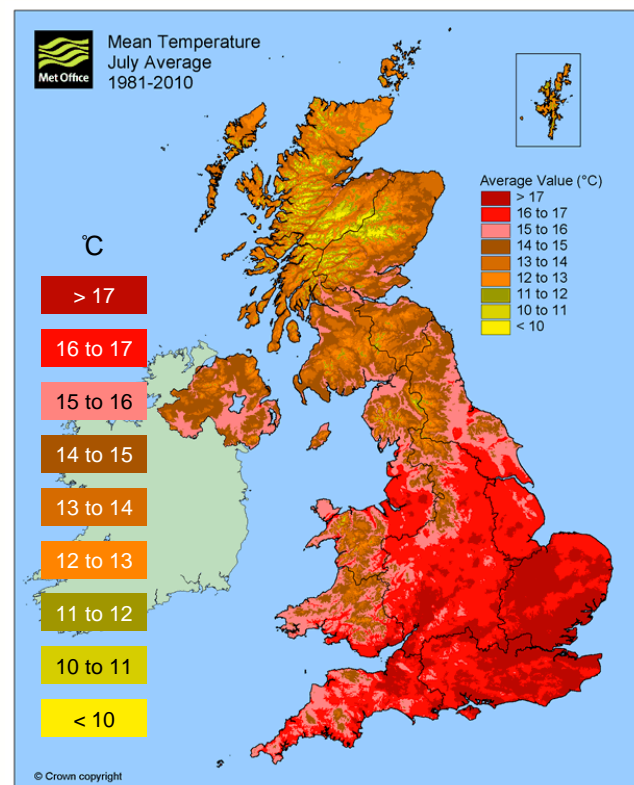 Met Office
Mean Temperature
July Average
1981-2010
Average Value (°C)
> 17
16 to 17
15 to 16
14 to 15
13 to 14
12 to 13
11 to 12
10 to 11
< 10
°C
> 17
16 to 17
15 to 16
14 to 15
13 to 14
12 to 13
11 to 12
10 to 11
< 10
© Crown copyright